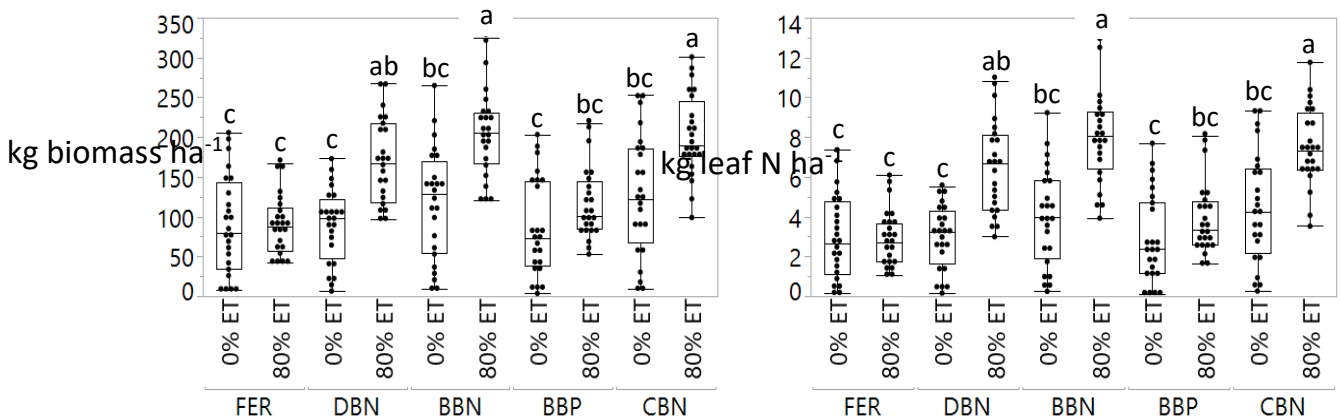 350
300
250
200
150
100
50
0
kg biomass ha-1
c
c
c
ab
bc
a
c
bc
bc
a
0% ET
80% ET
0% ET
80% ET
0% ET
80% ET
0% ET
80% ET
0% ET
80% ET
FER
DBN
BBN
BBP
CBN
14
12
10
8
6
4
2
0
kg leaf N ha-
c
c
c
ab
bc
a
c
bc
bc
a
0% ET
80% ET
0% ET
80% ET
0% ET
80% ET
0% ET
80% ET
0% ET
80% ET
FER
DBN
BBN
BBP
CBN